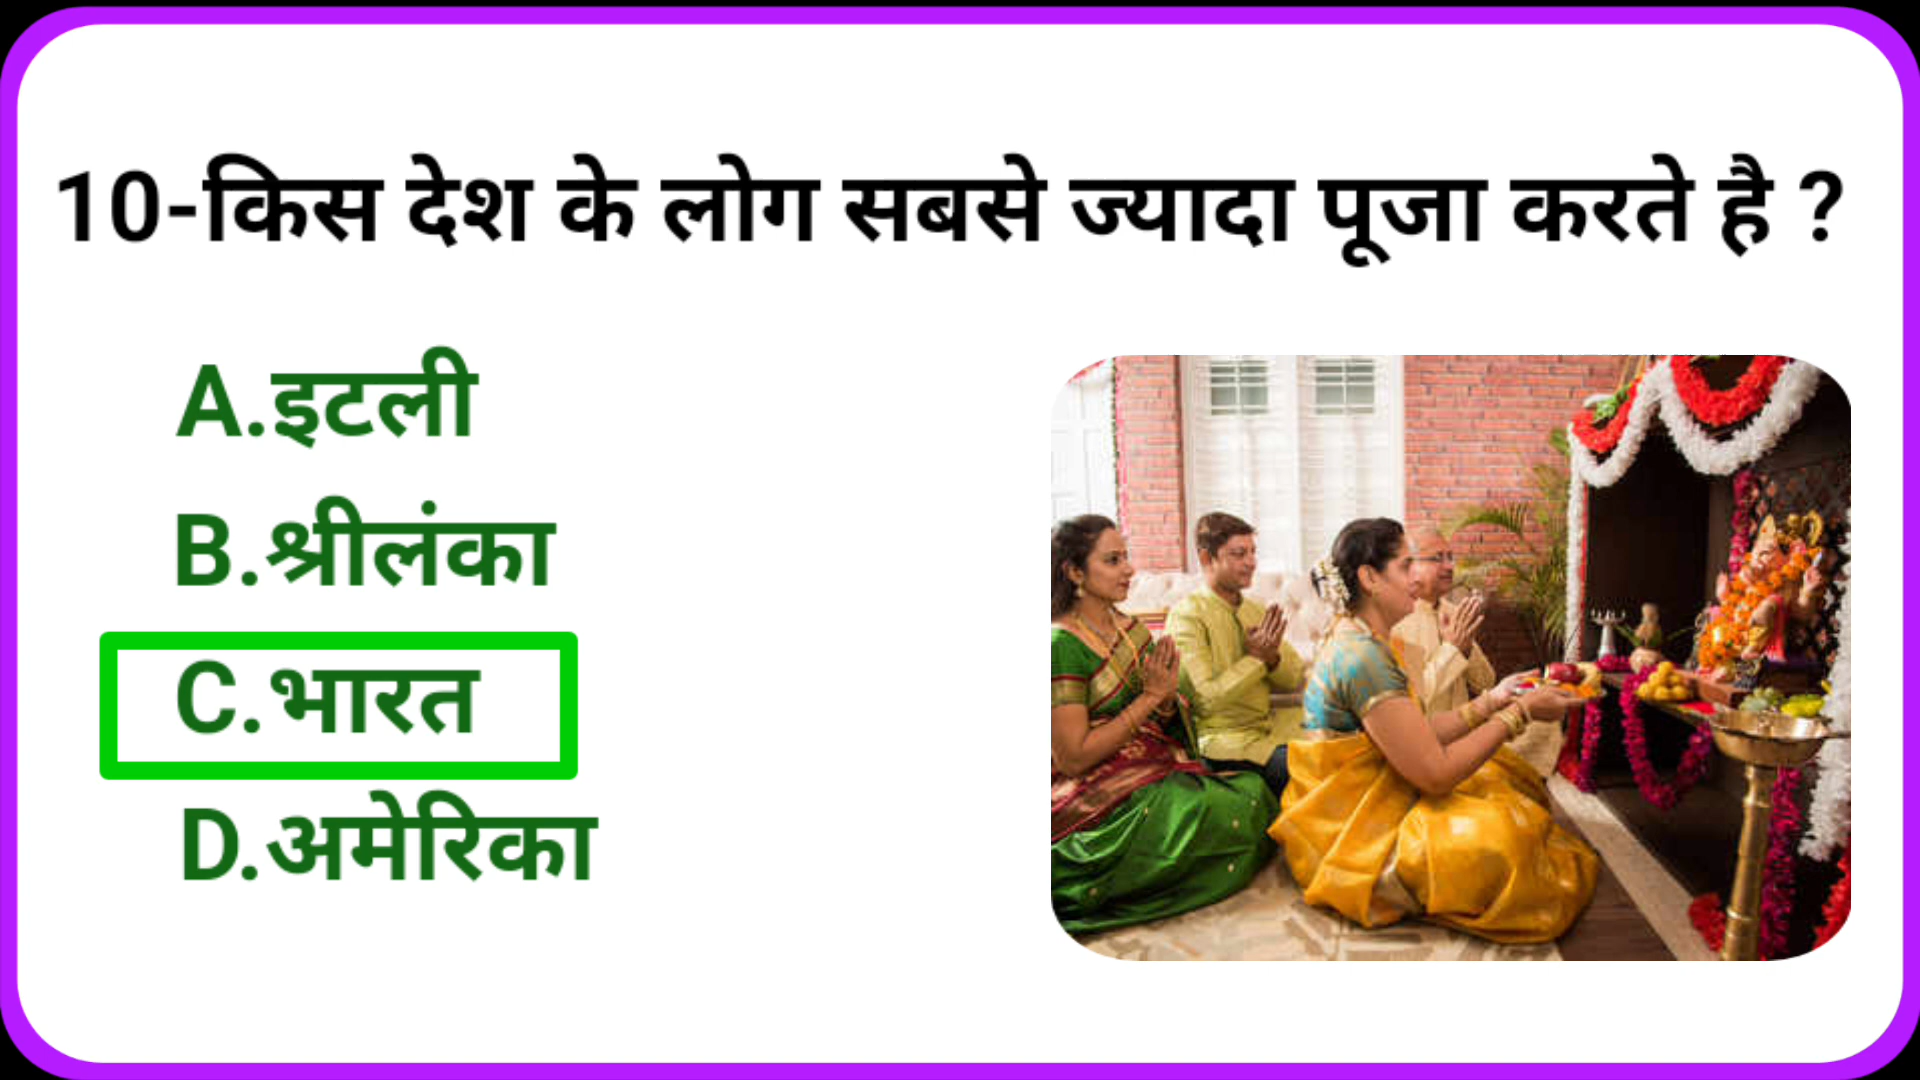 10-किस देश के लोग सबसे ज्यादा पूजा करते है ?
A.इटली
B.श्रीलंका
C.भारत
D.अमेरिका